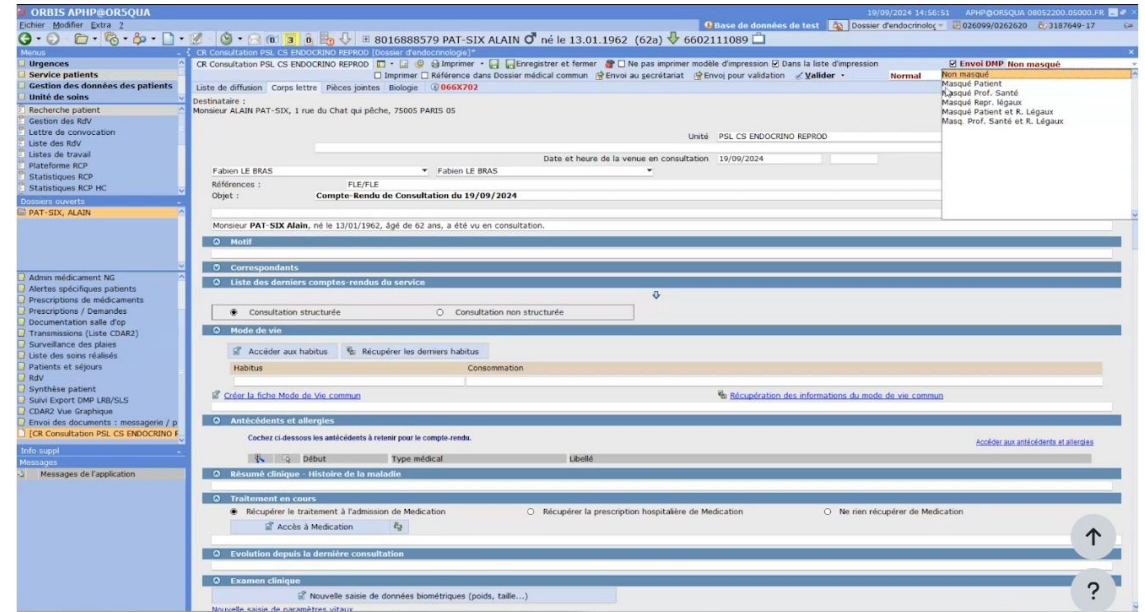 ORBIS APHP@OR5QUA
19/09/2024 14:56:51 APHP@ORSQUA 08052200.05000.FR
Eichier Modifier Extra ?
Base de données de test Dossier d'endocrinolog 026099/0262620 3187649-17
8016888579 PAT-SIX ALAIN né le 13.01.1962 (62a) 6602111089
Menus
Urgences
Service patients
Gestion des données des patients
Unité de soins
Recherche patient
Gestion des RdV
Lettre de convocation
Liste des RdV
Listes de travail
Plateforme RCP
Statistiques RCP
Statistiques RCP HC
Dossiers ouverts
PAT-SIX, ALAIN
Admin médicament NG
Alertes spécifiques patients
Prescriptions de médicaments
Prescriptions / Demandes
Documentation salle d'op
Transmissions (Liste CDAR2)
Surveillance des plaies
Liste des soins réalisés
Patients et séjours
RdV
Synthèse patient
Suivi Export DMP LRB/SLS
CDAR2 Vue Graphique
Envoi des documents : messagerie / p
[CR Consultation PSL CS ENDOCRINO F
Info suppl
Messages
Messages de l'application
CR Consultation PSL CS ENDOCRINO REPROD [Dossier d'endocrinologie]*
CR Consultation PSL CS ENDOCRINO REPROD Imprimer Enregistrer et fermer Ne pas imprimer modèle d'impression Dans la liste d'impression Envoi DMP Non masqué
Imprimer Référence dans Dossier médical commun Envoi au secrétariat Envoi pour validation Valider Normal
Non masqué
Masqué Patient
Masqué Prof. Santé
Masqué Repr. légaux
Masqué Patient et R. Légaux
Masq. Prof. Santé et R. Légaux
Liste de diffusion Corps lettre Pièces jointes Biologie 066X702
Destinataire :
Monsieur ALAIN PAT-SIX, 1 rue du Chat qui pêche, 75005 PARIS 05
Unité PSL CS ENDOCRINO REPROD
Date et heure de la venue en consultation 19/09/2024
Fabien LE BRAS Fabien LE BRAS
Références : FLE/FLE
Objet : Compte-Rendu de Consultation du 19/09/2024
Monsieur PAT-SIX Alain, né le 13/01/1962, âgé de 62 ans, a été vu en consultation.
Motif
Correspondants
Liste des derniers comptes-rendus du service
Consultation structurée Consultation non structurée
Mode de vie
Accéder aux habitus Récupérer les derniers habitus
Habitus Consommation
Créer la fiche Mode de Vie commun Récupération des informations du mode de vie commun
Antécédents et allergies
Cochez ci-dessous les antécédents à retenir pour le compte-rendu.
Accéder aux antécédents et allergies
Début Type médical Libellé
Résumé clinique - Histoire de la maladie
Traitement en cours
Récupérer le traitement à l'admission de Medication Récupérer la prescription hospitalière de Medication Ne rien récupérer de Medication
Accès à Medication
Evolution depuis la dernière consultation
Examen clinique
Nouvelle saisie de données biométriques (poids, taille...)
Nouvelle saisie de paramètres vitaux
?